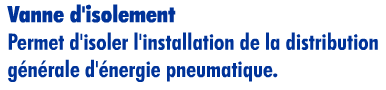 Vanne d'isolement
Permet d'isoler l'installation de la distribution
générale d'énergie pneumatique.